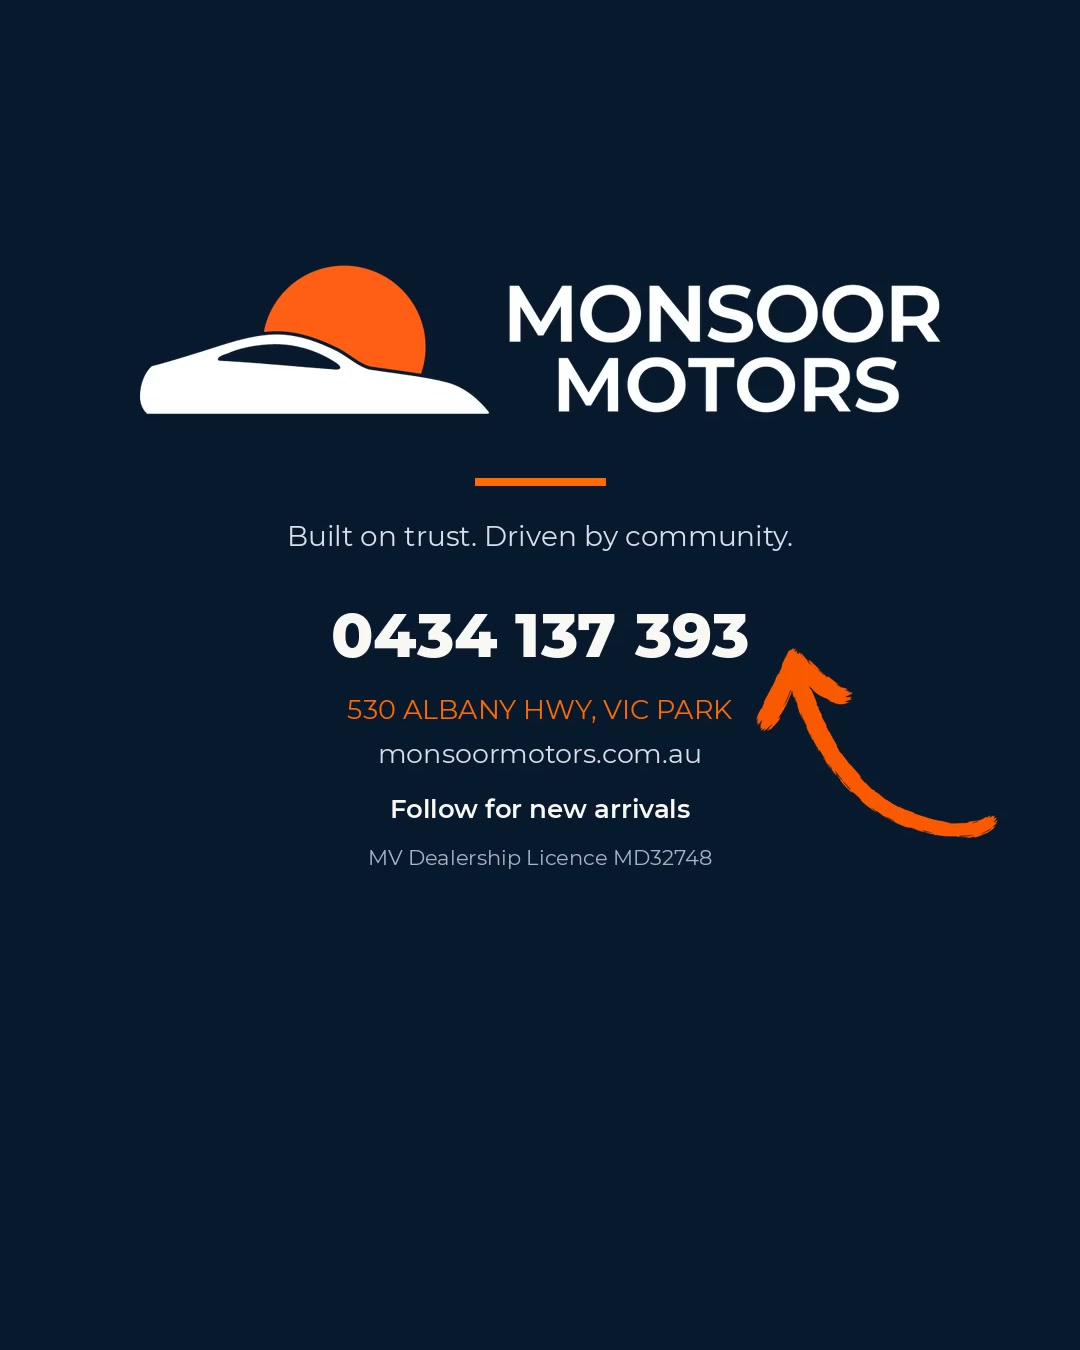 MONSOOR
MOTORS
Built on trust. Driven by community.
0434 137 393
530 ALBANY HWY, VIC PARK
monsoormotors.com.au
Follow for new arrivals
MV Dealership Licence MD32748